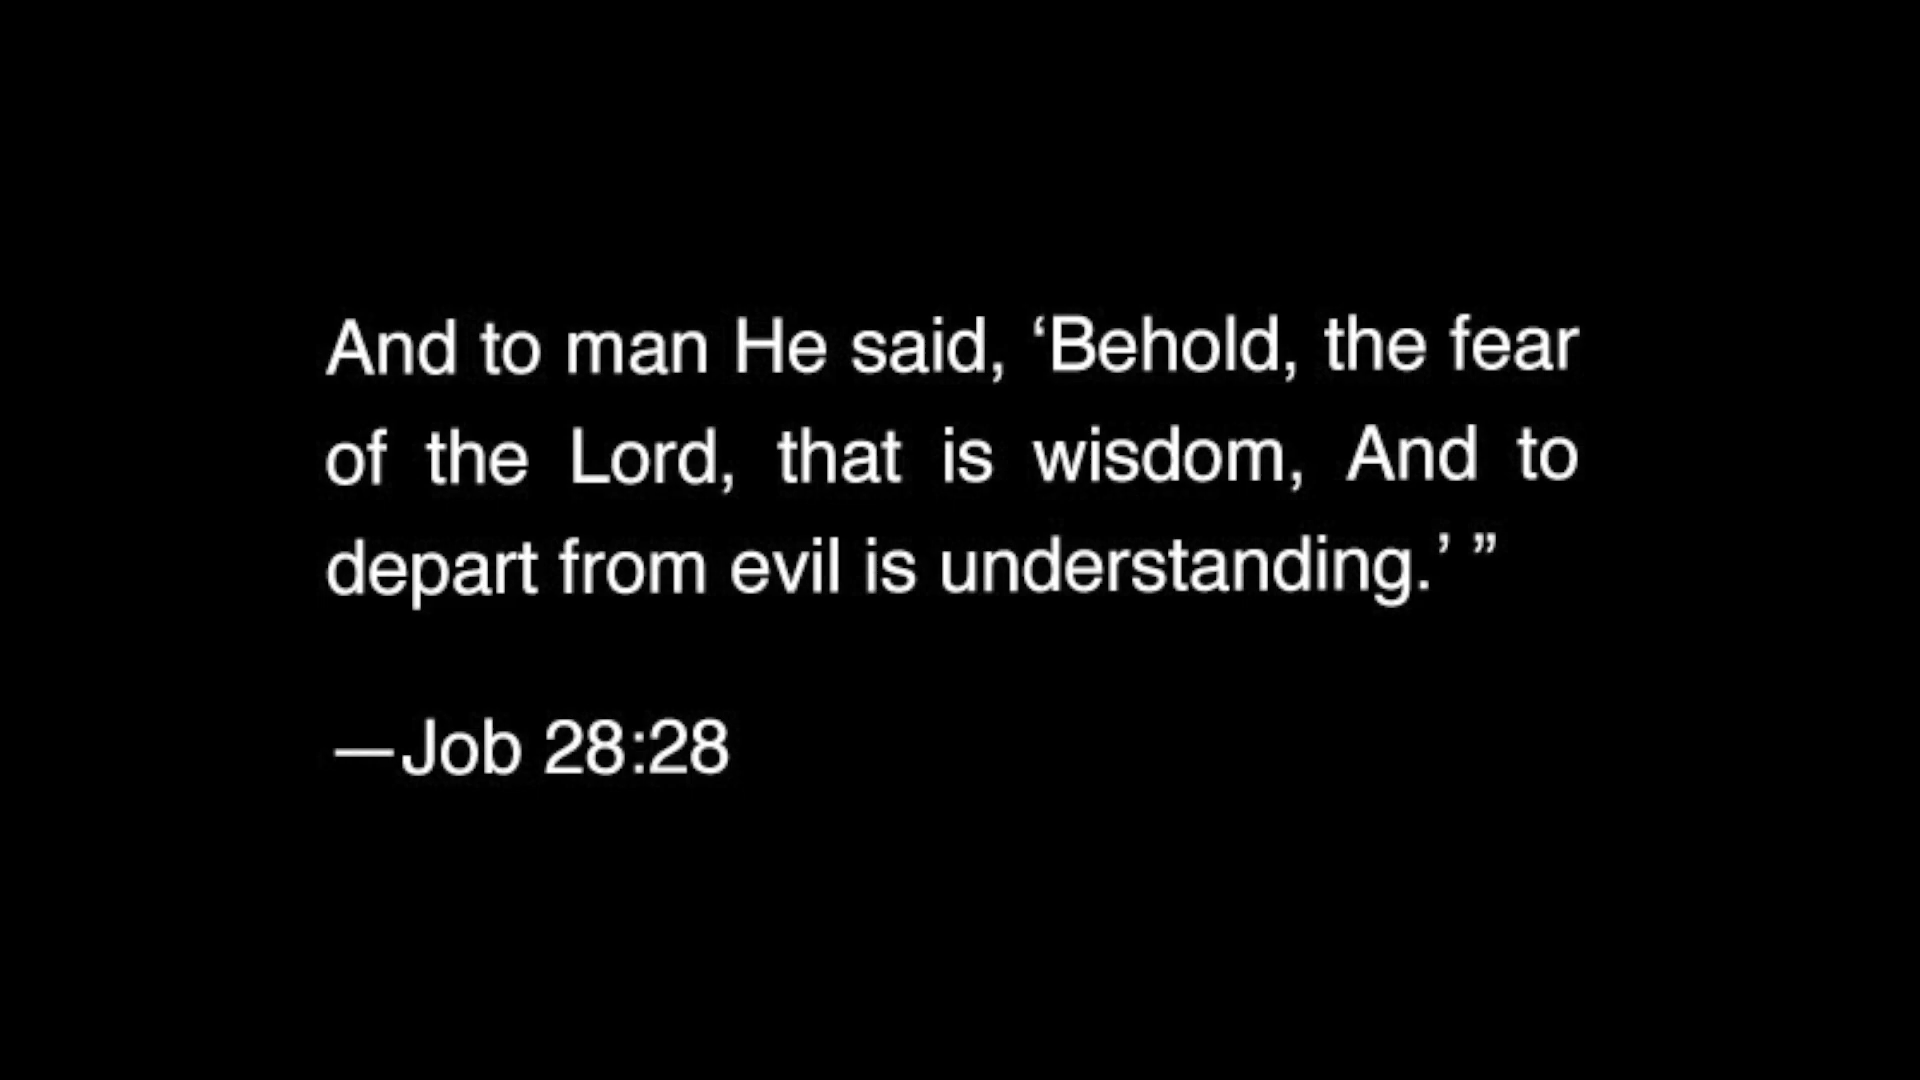 And to man He said, ‘Behold, the fear
of the Lord, that is wisdom, And to
depart from evil is understanding.’ ”
—Job 28:28